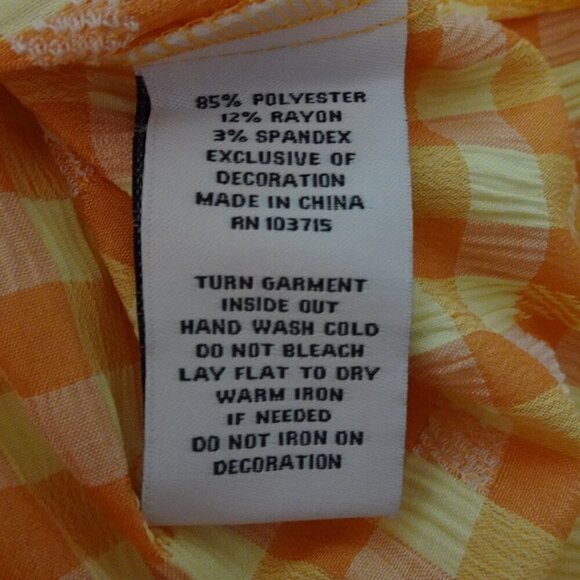 85% POLYESTER
12% RAYON
3% SPANDEX
EXCLUSIVE OF
DECORATION
MADE IN CHINA
RN 103715
TURN GARMENT
INSIDE OUT
HAND WASH COLD
DO NOT BLEACH
LAY FLAT TO DRY
WARM IRON
IF NEEDED
DO NOT IRON ON
DECORATION